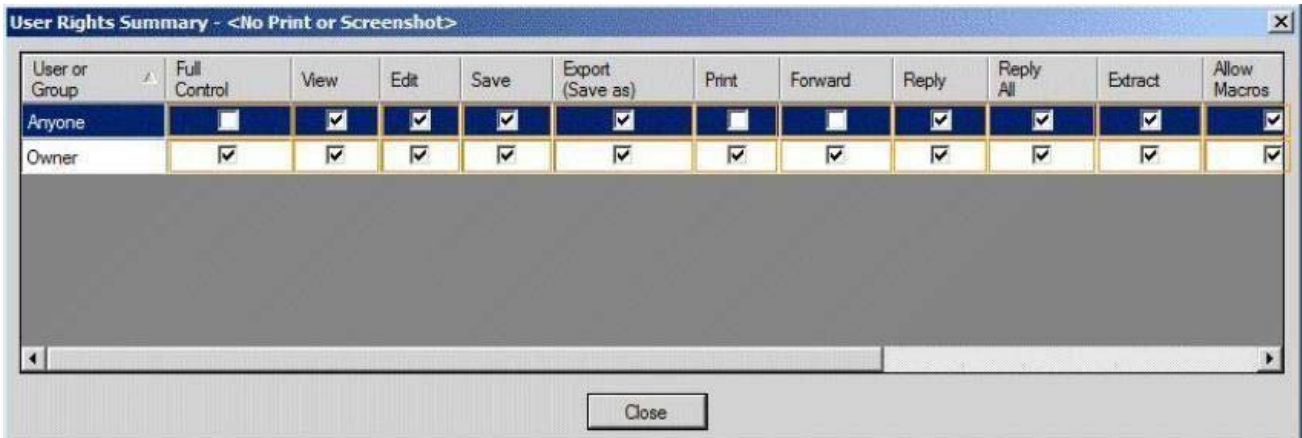 User Rights Summary - <No Print or Screenshot>
User or Group
Full Control
View
Edit
Save
Export (Save as)
Print
Forward
Reply
Reply All
Extract
Allow Macros
Anyone
Owner
Close